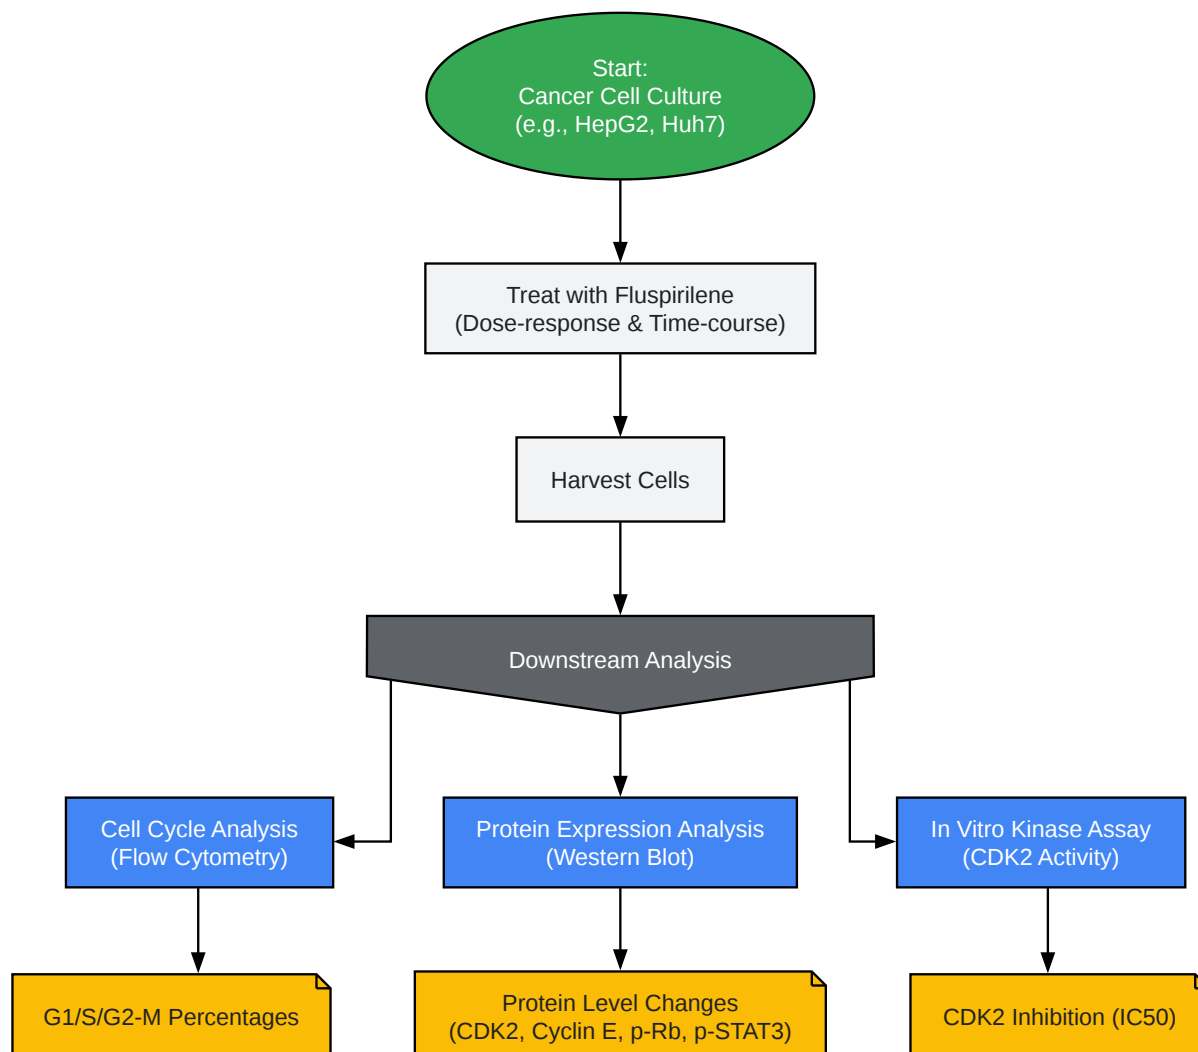 Start:
Cancer Cell Culture
(e.g., HepG2, Huh7)
Treat with Fluspirilene
(Dose-response & Time-course)
Harvest Cells
Downstream Analysis
Cell Cycle Analysis
(Flow Cytometry)
Protein Expression Analysis
(Western Blot)
In Vitro Kinase Assay
(CDK2 Activity)
G1/S/G2-M Percentages
Protein Level Changes
(CDK2, Cyclin E, p-Rb, p-STAT3)
CDK2 Inhibition (IC50)